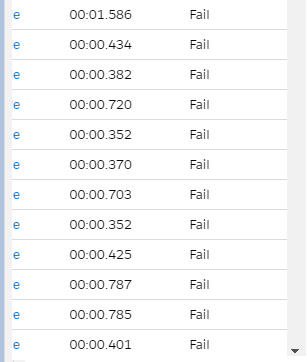 e 00:01.586 Fail
e 00:00.434 Fail
e 00:00.382 Fail
e 00:00.720 Fail
e 00:00.352 Fail
e 00:00.370 Fail
e 00:00.703 Fail
e 00:00.352 Fail
e 00:00.425 Fail
e 00:00.787 Fail
e 00:00.785 Fail
e 00:00.401 Fail